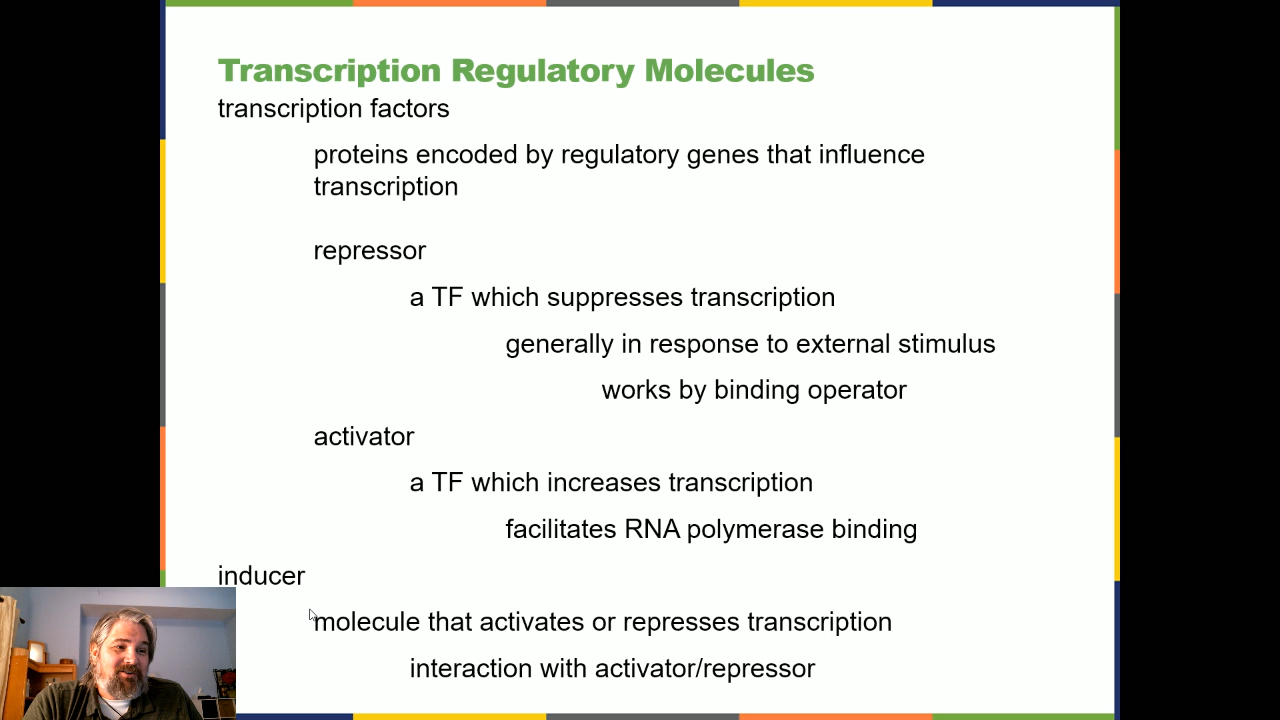 Transcription Regulatory Molecules
transcription factors
proteins encoded by regulatory genes that influence
transcription
repressor
a TF which suppresses transcription
generally in response to external stimulus
works by binding operator
activator
a TF which increases transcription
facilitates RNA polymerase binding
inducer
molecule that activates or represses transcription
interaction with activator/repressor